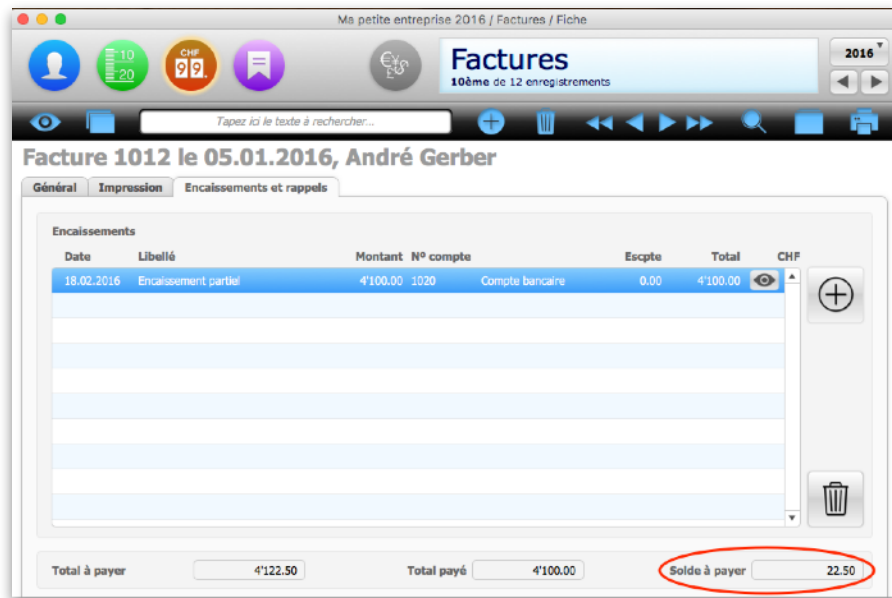 Ma petite entreprise 2016 / Factures / Fiche
10
20
CHF
99.
€¥
£$
Factures
10ème de 12 enregistrements
2016
Tapez ici le texte à rechercher...
Facture 1012 le 05.01.2016, André Gerber
Général Impression Encaissements et rappels
Encaissements
Date Libellé Montant Nº compte Escpte Total CHF
18.02.2016 Encaissement partiel 4'100.00 1020 Compte bancaire 0.00 4'100.00
Total à payer 4'122.50 Total payé 4'100.00 Solde à payer 22.50